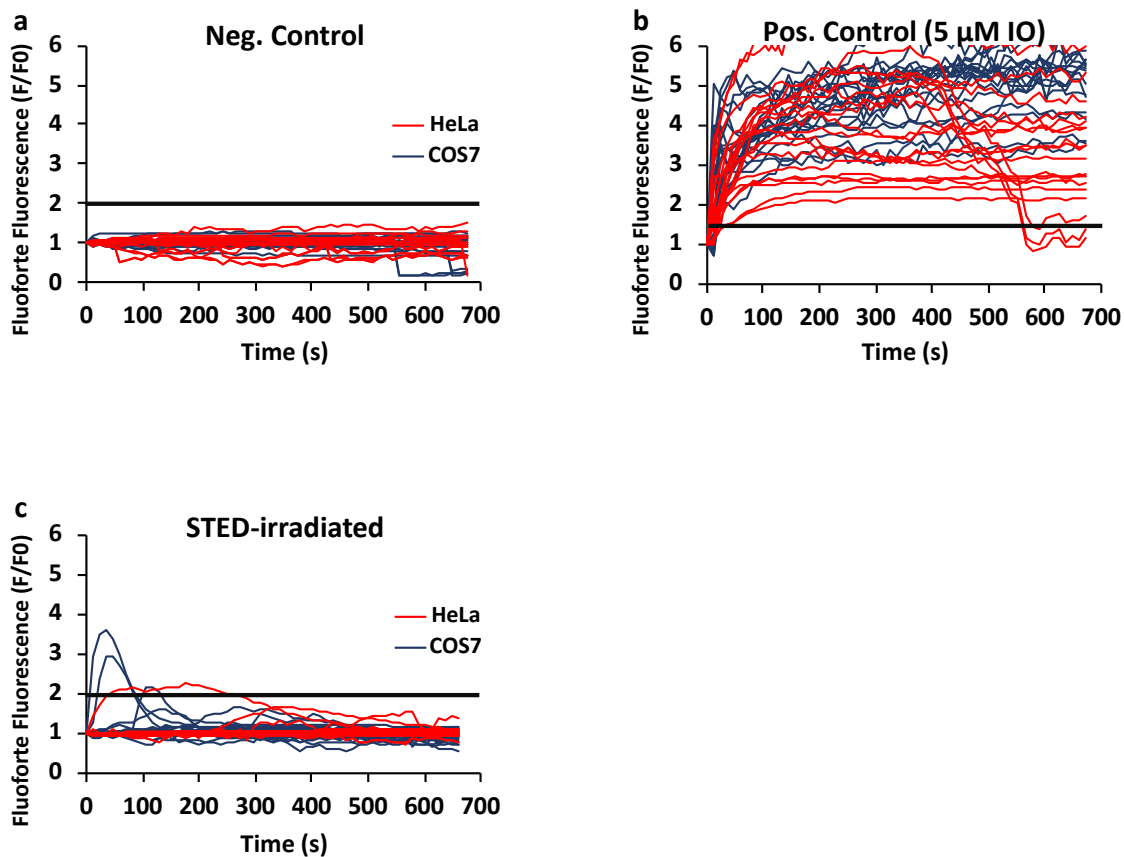 a
Neg. Control
Fluoforte Fluorescence (F/F0)
6
5
4
3
2
1
0
HeLa
COS7
0 100 200 300 400 500 600 700
Time (s)
b
Pos. Control (5 µM IO)
Fluoforte Fluorescence (F/F0)
6
5
4
3
2
1
0
0 100 200 300 400 500 600 700
Time (s)
c
STED-irradiated
Fluoforte Fluorescence (F/F0)
6
5
4
3
2
1
0
HeLa
COS7
0 100 200 300 400 500 600 700
Time (s)